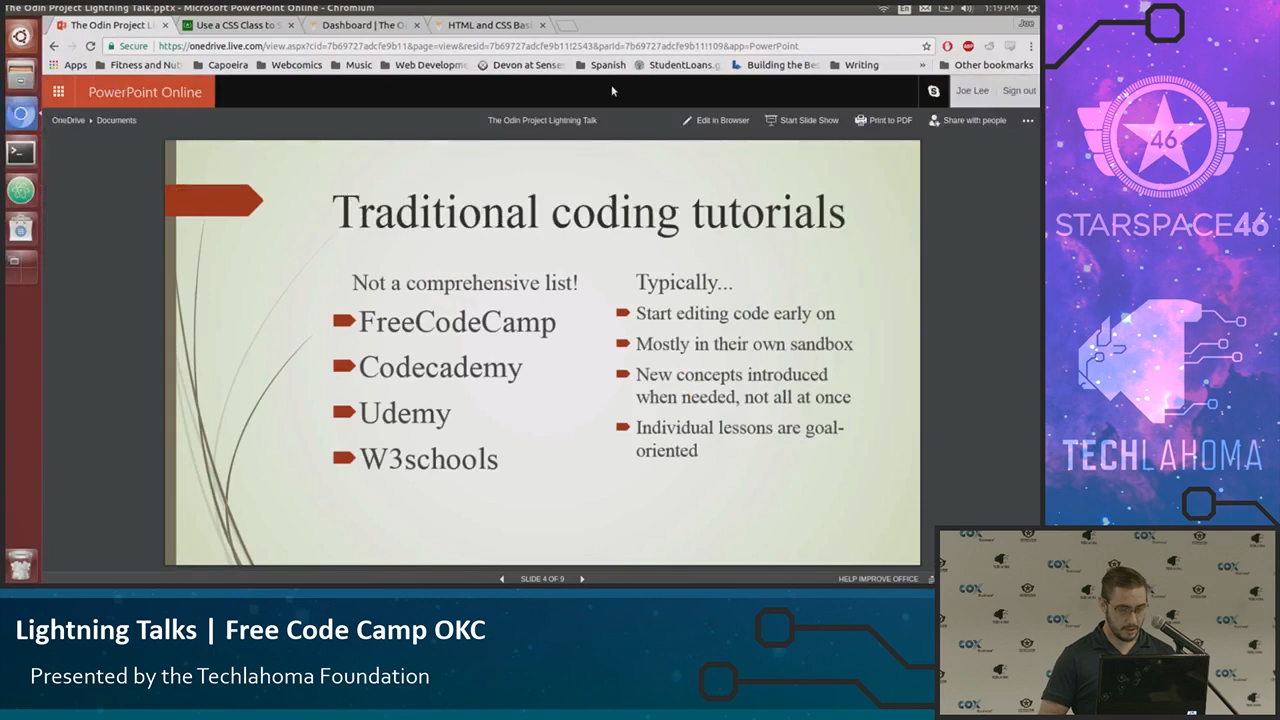 The Odin Project Lightning Talk.pptx - Microsoft PowerPoint Online - Chromium
En
1:19 PM
The Odin Project L
Use a CSS Class to S
Dashboard | The O
HTML and CSS Bas
Joe
Secure
https://onedrive.live.com/view.aspx?cid=7b69727adcfe9b11&page=view&resid=7b69727adcfe9b11!2543&parId=7b69727adcfe9b11!109&app=PowerPoint
ABP
Apps
Fitness and Nut
Capoeira
Webcomics
Music
Web Developm
Devon at Sense
Spanish
StudentLoans.g
Building the Be
Writing
»
Other bookmarks
PowerPoint Online
Joe Lee
Sign out
OneDrive
Documents
The Odin Project Lightning Talk
Edit in Browser
Start Slide Show
Print to PDF
Share with people
Traditional coding tutorials
Not a comprehensive list!
FreeCodeCamp
Codecademy
Udemy
W3schools
Typically...
Start editing code early on
Mostly in their own sandbox
New concepts introduced
when needed, not all at once
Individual lessons are goal-
oriented
SLIDE 4 OF 9
HELP IMPROVE OFFICE
46
STARSPACE46
TECHLAHOMA
COX
Lightning Talks | Free Code Camp OKC
Presented by the Techlahoma Foundation